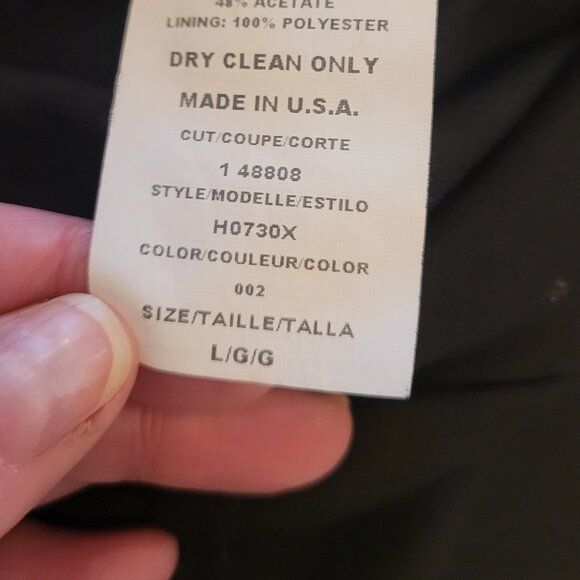 48% ACETATE
LINING: 100% POLYESTER
DRY CLEAN ONLY
MADE IN U.S.A.
CUT/COUPE/CORTE
1 48808
STYLE/MODELLE/ESTILO
H0730X
COLOR/COULEUR/COLOR
002
SIZE/TAILLE/TALLA
L/G/G